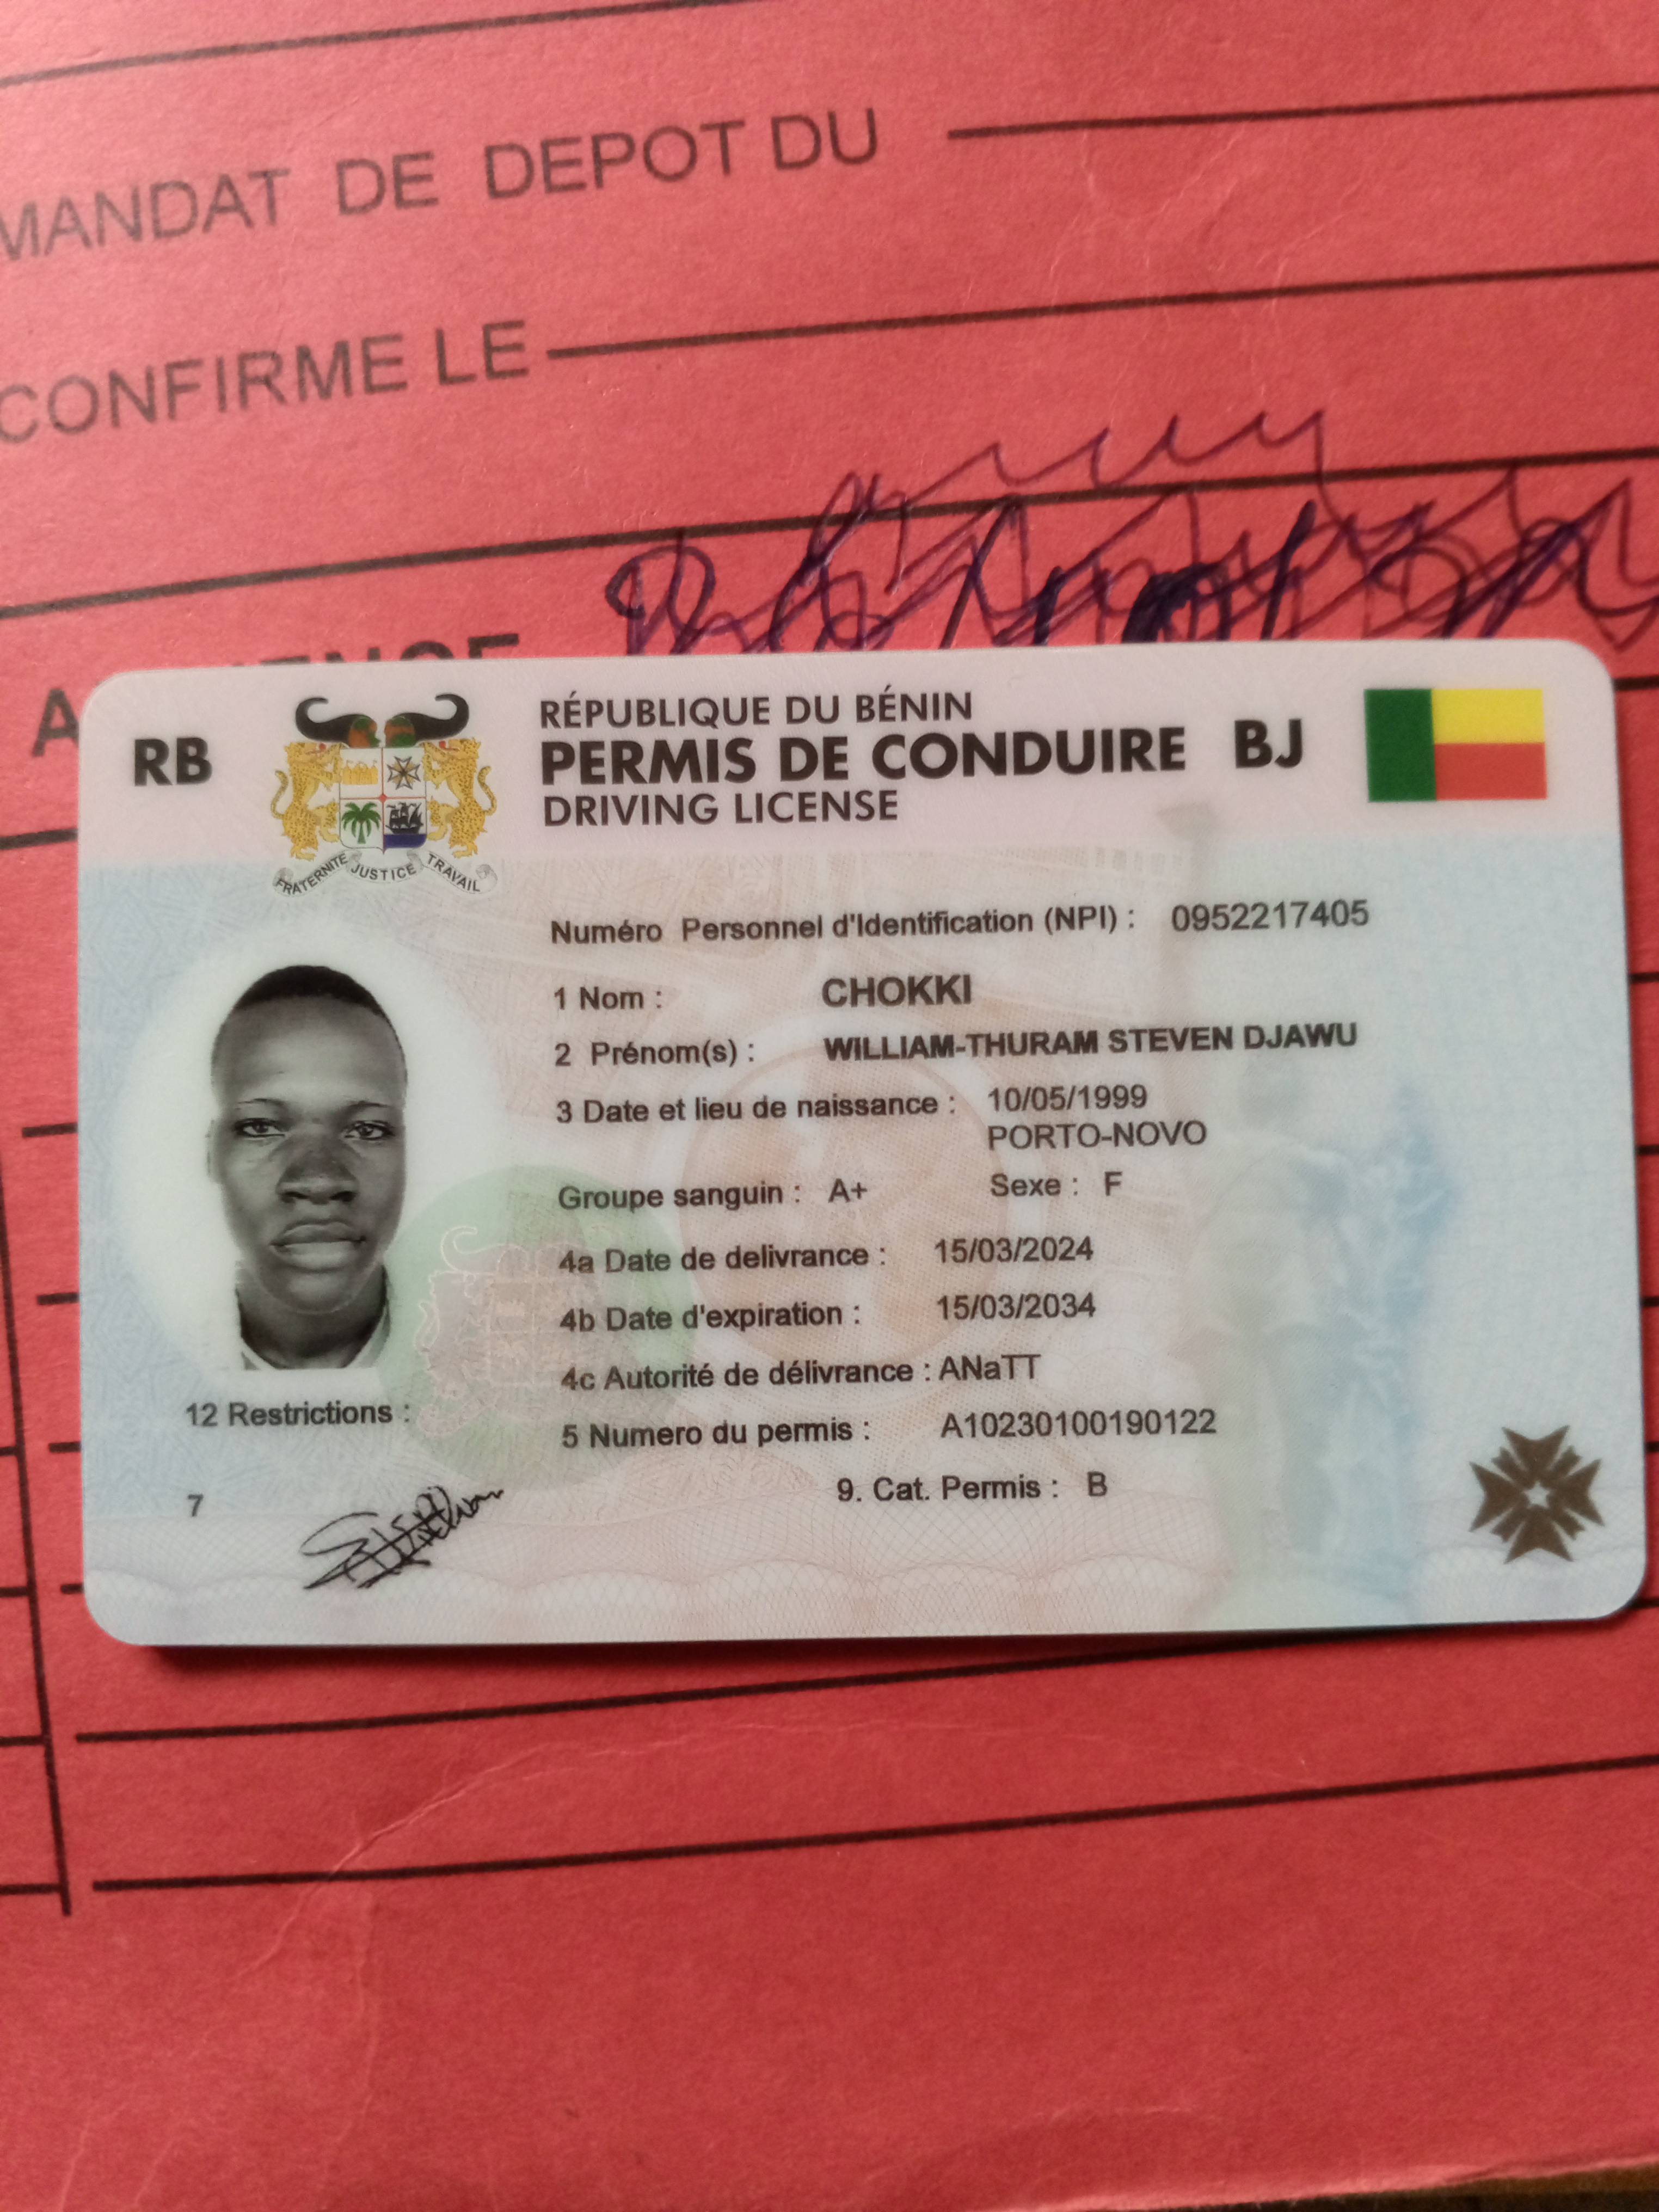 MANDAT DE DEPOT DU
CONFIRME LE
RB
FRATERNITE JUSTICE TRAVAIL
RÉPUBLIQUE DU BÉNIN
PERMIS DE CONDUIRE BJ
DRIVING LICENSE
Numéro Personnel d'Identification (NPI) : 0952217405
1 Nom : CHOKKI
2 Prénom(s) : WILLIAM-THURAM STEVEN DJAWU
3 Date et lieu de naissance : 10/05/1999
PORTO-NOVO
Groupe sanguin : A+ Sexe : F
4a Date de delivrance : 15/03/2024
4b Date d'expiration : 15/03/2034
4c Autorité de délivrance : ANaTT
12 Restrictions :
5 Numero du permis : A10230100190122
7
9. Cat. Permis : B